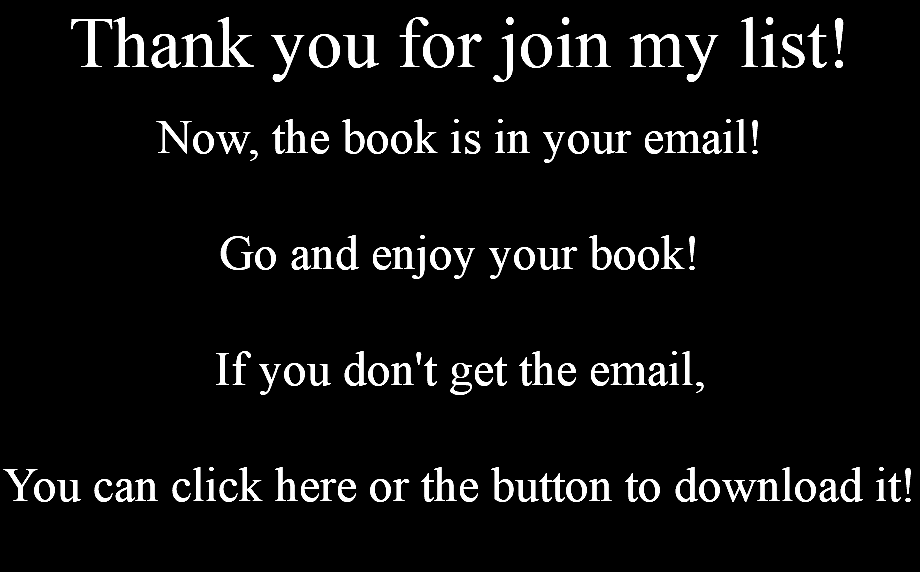 Thank you for join my list!
Now, the book is in your email!
Go and enjoy your book!
If you don't get the email,
You can click here or the button to download it!